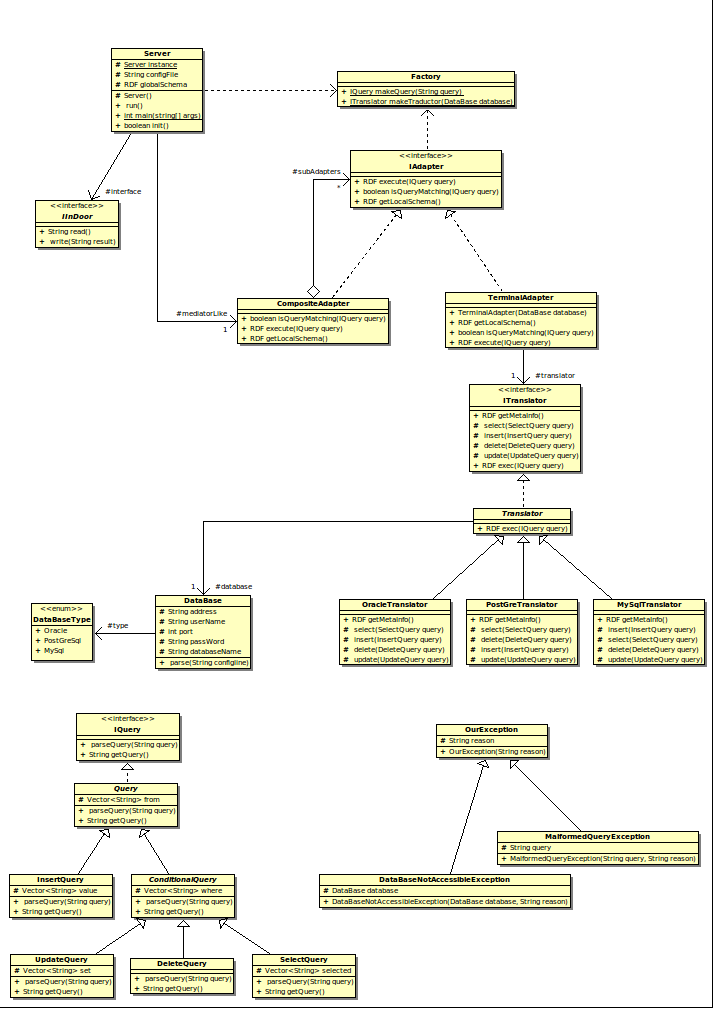 Server
# Server instance
# String configFile
# RDF globalSchema
# Server()
+ run()
+ int main(string[] args)
+ boolean init()
Factory
+ IQuery makeQuery(String query)
+ ITranslator makeTraductor(DataBase database)
<<interface>>
IAdapter
+ RDF execute(IQuery query)
+ boolean isQueryMatching(IQuery query)
+ RDF getLocalSchema()
#subAdapters
*
#interface
<<interface>>
IInDoor
+ String read()
+ write(String result)
#mediatorLike
1
CompositeAdapter
+ boolean isQueryMatching(IQuery query)
+ RDF execute(IQuery query)
+ RDF getLocalSchema()
TerminalAdapter
+ TerminalAdapter(DataBase database)
+ RDF getLocalSchema()
+ boolean isQueryMatching(IQuery query)
+ RDF execute(IQuery query)
1 #translator
<<interface>>
ITranslator
+ RDF getMetaInfo()
# select(SelectQuery query)
# insert(InsertQuery query)
# delete(DeleteQuery query)
# update(UpdateQuery query)
+ RDF exec(IQuery query)
Translator
+ RDF exec(IQuery query)
1 #database
<<enum>>
DataBaseType
+ Oracle
+ PostGreSql
+ MySql
#type
DataBase
# String address
# String userName
# int port
# String passWord
# String databaseName
+ parse(String configline)
OracleTranslator
+ RDF getMetaInfo()
# select(SelectQuery query)
# insert(InsertQuery query)
# delete(DeleteQuery query)
# update(UpdateQuery query)
PostGreTranslator
+ RDF getMetaInfo()
# select(SelectQuery query)
# delete(DeleteQuery query)
# insert(InsertQuery query)
# update(UpdateQuery query)
MySqlTranslator
+ RDF getMetaInfo()
# insert(InsertQuery query)
# select(SelectQuery query)
# delete(DeleteQuery query)
# update(UpdateQuery query)
<<interface>>
IQuery
+ parseQuery(String query)
+ String getQuery()
Query
# Vector<String> from
+ parseQuery(String query)
+ String getQuery()
InsertQuery
# Vector<String> value
+ parseQuery(String query)
+ String getQuery()
ConditionalQuery
# Vector<String> where
+ parseQuery(String query)
+ String getQuery()
UpdateQuery
# Vector<String> set
+ parseQuery(String query)
+ String getQuery()
DeleteQuery
+ parseQuery(String query)
+ String getQuery()
SelectQuery
# Vector<String> selected
+ parseQuery(String query)
+ String getQuery()
OurException
# String reason
+ OurException(String reason)
MalformedQueryException
# String query
+ MalformedQueryException(String query, String reason)
DataBaseNotAccessibleException
# DataBase database
+ DataBaseNotAccessibleException(DataBase database, String reason)